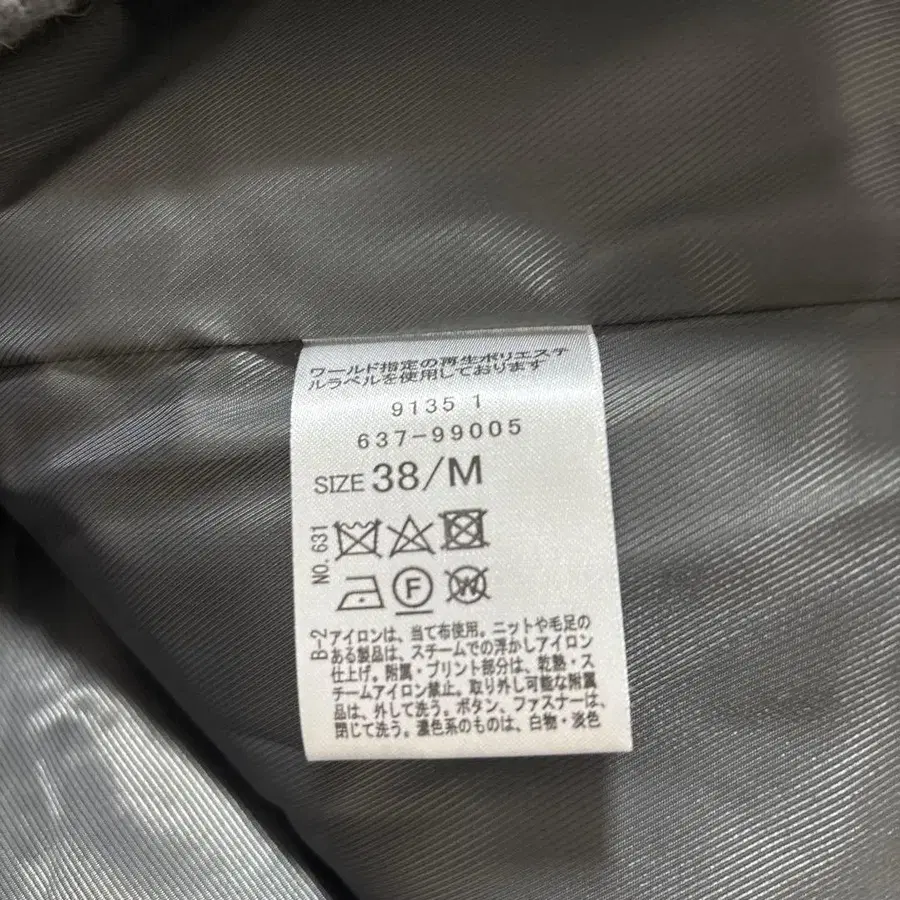 ワールド指定の再生ポリエステ
ルラベルを使用しております
9135 1
637-99005
SIZE 38/M
NO. 631
F
W
B-2
アイロンは、当て布使用。ニットや毛足の
ある製品は、スチームでの浮かしアイロン
仕上げ。附属・プリント部分は、乾熱・ス
チームアイロン禁止。取り外し可能な附属
品は、外して洗う。ボタン、ファスナーは、
閉じて洗う。濃色系のものは、白物・淡色